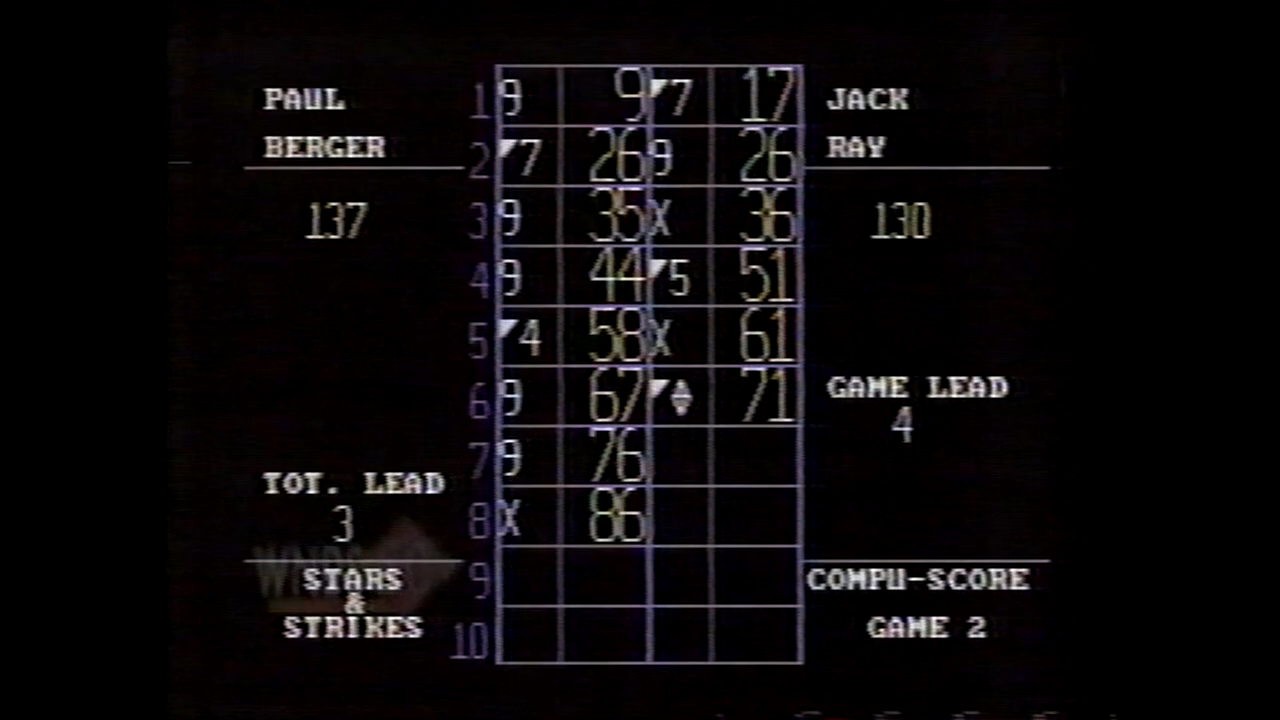 PAUL
BERGER
137
TOT. LEAD
3
STARS
&
STRIKES
1 9 9 7 17
2 7 26 9 26
3 9 35 X 36
4 9 44 5 51
5 4 58 X 61
6 9 67 71
7 9 76
8 X 86
9
10
JACK
RAY
130
GAME LEAD
4
COMPU-SCORE
GAME 2